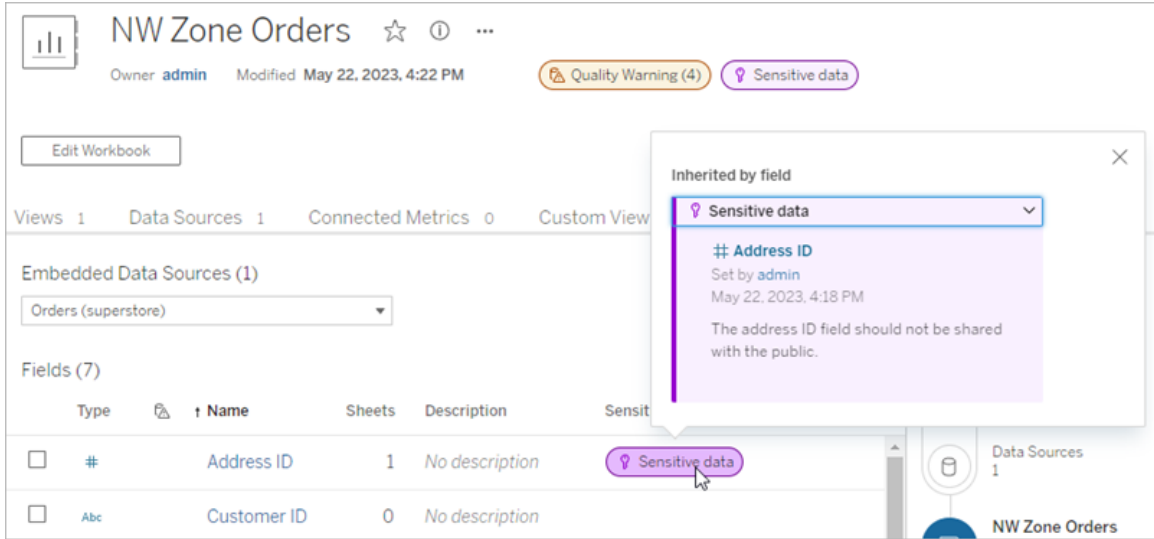 NW Zone Orders
Owner admin Modified May 22, 2023, 4:22 PM Quality Warning (4) Sensitive data
Edit Workbook
Inherited by field
Sensitive data
# Address ID
Set by admin
May 22, 2023, 4:18 PM
The address ID field should not be shared
with the public.
Views 1 Data Sources 1 Connected Metrics 0 Custom View
Embedded Data Sources (1)
Orders (superstore)
Fields (7)
Type ↑ Name Sheets Description Sensit
# Address ID 1 No description Sensitive data
Abc Customer ID 0 No description
Data Sources
1
NW Zone Orders